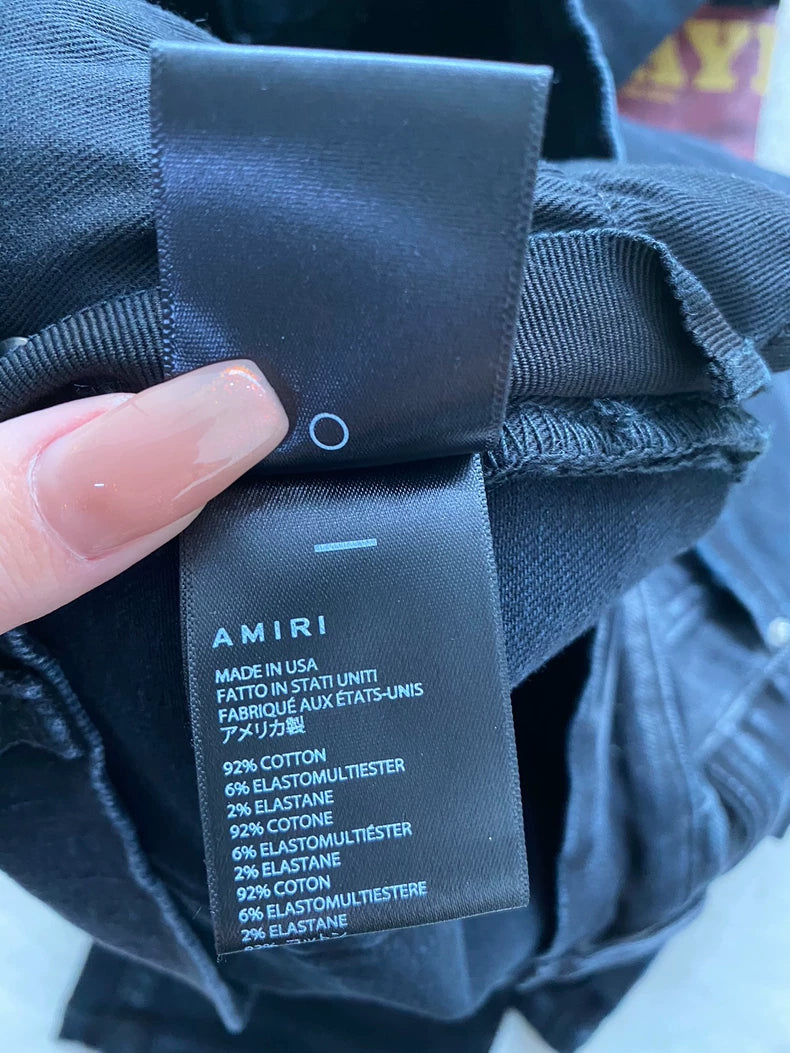 AMIRI
MADE IN USA
FATTO IN STATI UNITI
FABRIQUÉ AUX ÉTATS-UNIS
アメリカ製
92% COTTON
6% ELASTOMULTIESTER
2% ELASTANE
92% COTONE
6% ELASTOMULTIÉSTER
2% ELASTANE
92% COTON
6% ELASTOMULTIESTERE
2% ELASTANE